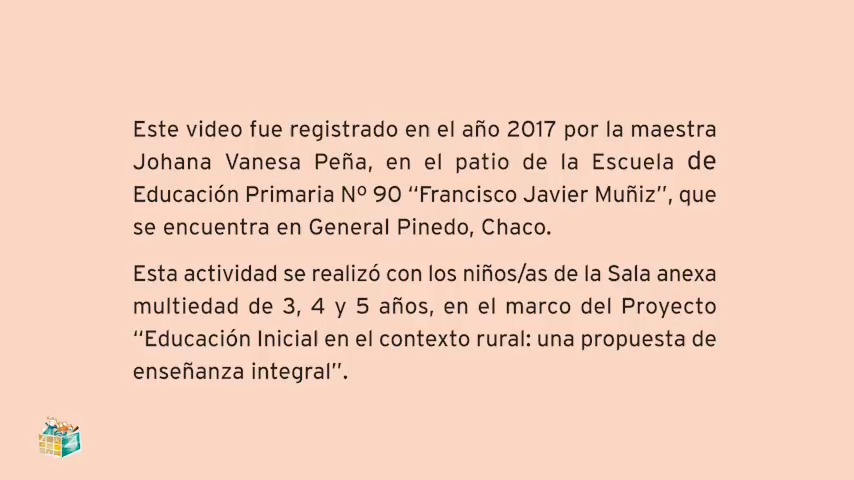 Este video fue registrado en el año 2017 por la maestra
Johana Vanesa Peña, en el patio de la Escuela de
Educación Primaria Nº 90 “Francisco Javier Muñiz”, que
se encuentra en General Pinedo, Chaco.
Esta actividad se realizó con los niños/as de la Sala anexa
multiedad de 3, 4 y 5 años, en el marco del Proyecto
“Educación Inicial en el contexto rural: una propuesta de
enseñanza integral”.